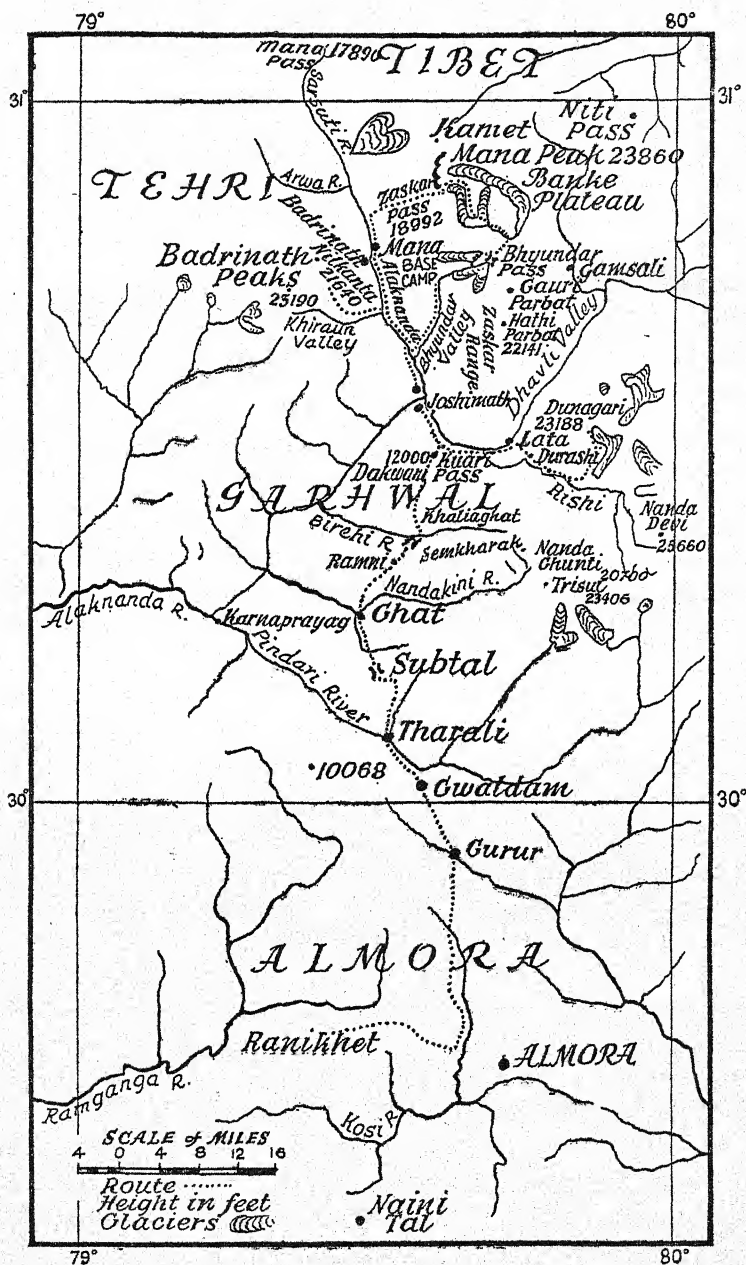 79°
80°
Mana 17890
Pass
TIBET
31°
31°
Sarsuti R.
Niti
Pass
Kamet
Mana Peak 23860
Banke
Plateau
TEHRI
Arwa R.
Zaskar
Pass
18992
Badrinath
Mana
BASE
CAMP
Bhyundar
Pass
Gamsali
Badrinath
Peaks
23190
Nilkanta
21640
Alaknanda
Gauri
Parbat
Hathi
Parbat
22141
Khiraun
Valley
Bhyundar
Valley
Zaskar
Range
Dhavli Valley
Joshimath
Dunagari
23188
Lata
Durashi
12000
Kuari
Dakwani Pass
Rishi
GARHWAL
Khaliaghat
Nanda
Devi
25660
Birehi R.
Semkharak
Ramni
Nanda
Ghunti
20700
Nandakini R.
Trisul
23406
Alaknanda R.
Karnaprayag
Ghat
Pindari River
Subtal
Tharali
10068
Gwaldam
30°
30°
Gurur
ALMORA
Ranikhet
ALMORA
Ramganga R.
Kosi R
SCALE of MILES
4 0 4 8 12 16
Route ........
Height in feet
Glaciers
Naini
Tal
79°
80°